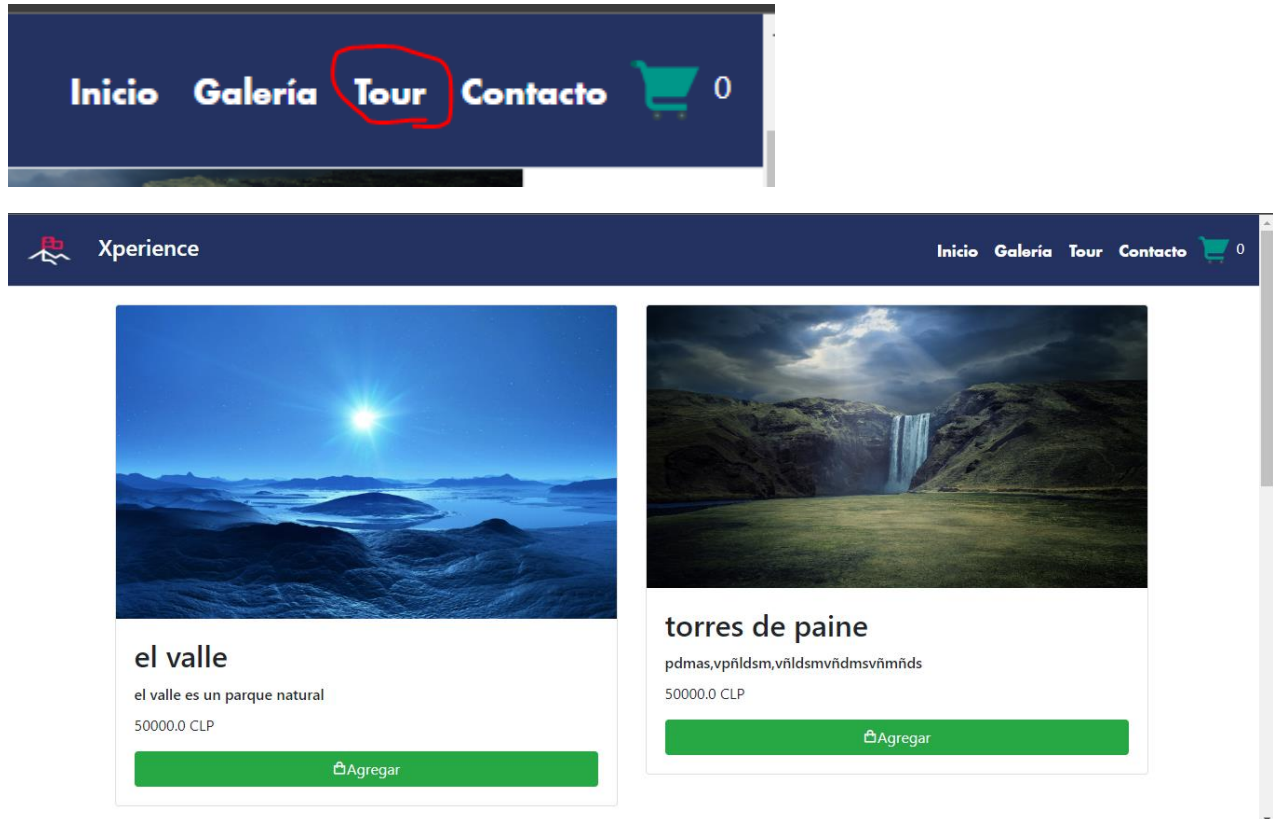 Inicio Galería Tour Contacto 0
Xperience Inicio Galería Tour Contacto 0
el valle
el valle es un parque natural
50000.0 CLP
Agregar
torres de paine
pdmas,vpñldsm,vñldsmvñdmsvñmñds
50000.0 CLP
Agregar